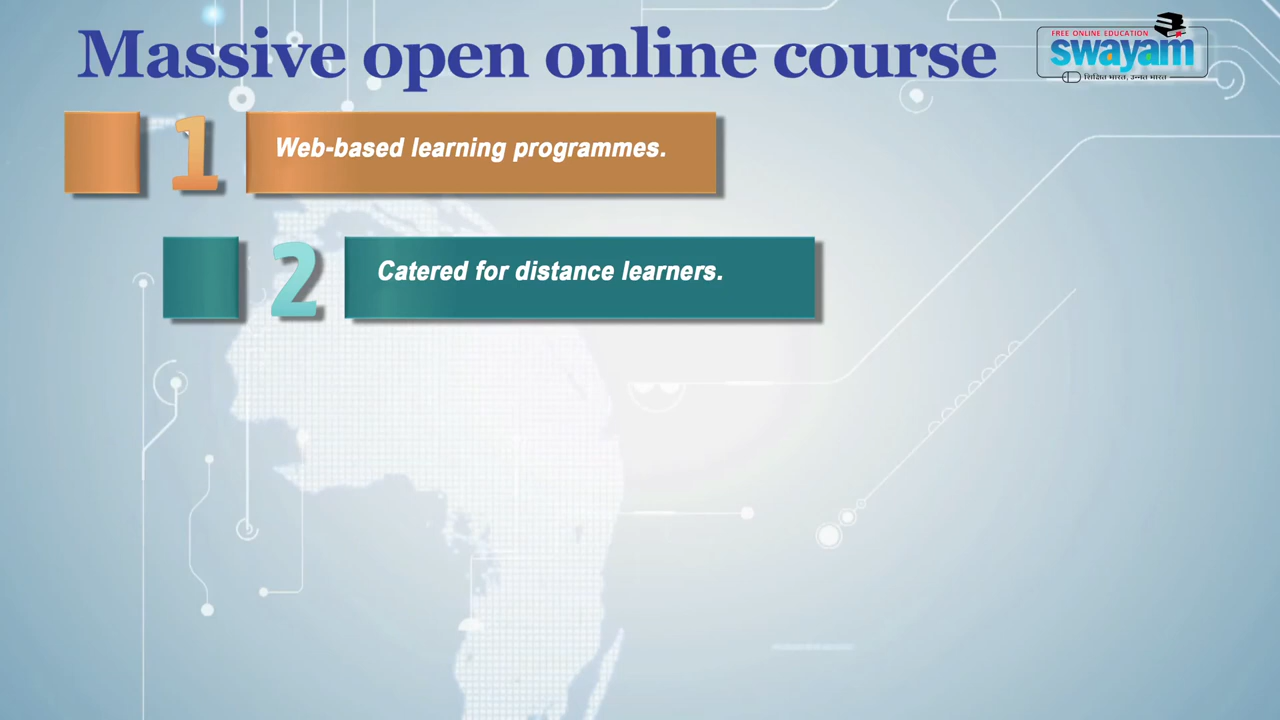 Massive open online course
FREE ONLINE EDUCATION
swayam
शिक्षित भारत, उन्नत भारत
1
Web-based learning programmes.
2
Catered for distance learners.